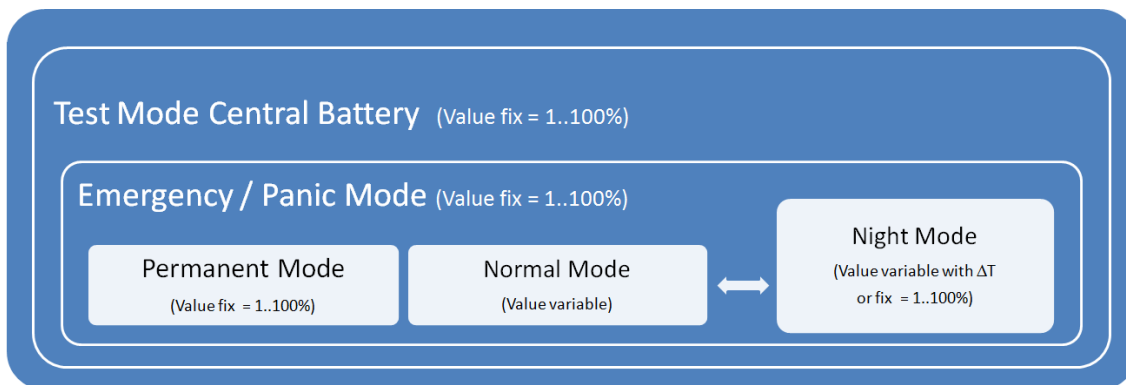 Test Mode Central Battery (Value fix = 1..100%)
Emergency / Panic Mode (Value fix = 1..100%)
Permanent Mode
(Value fix = 1..100%)
Normal Mode
(Value variable)
Night Mode
(Value variable with ΔT
or fix = 1..100%)